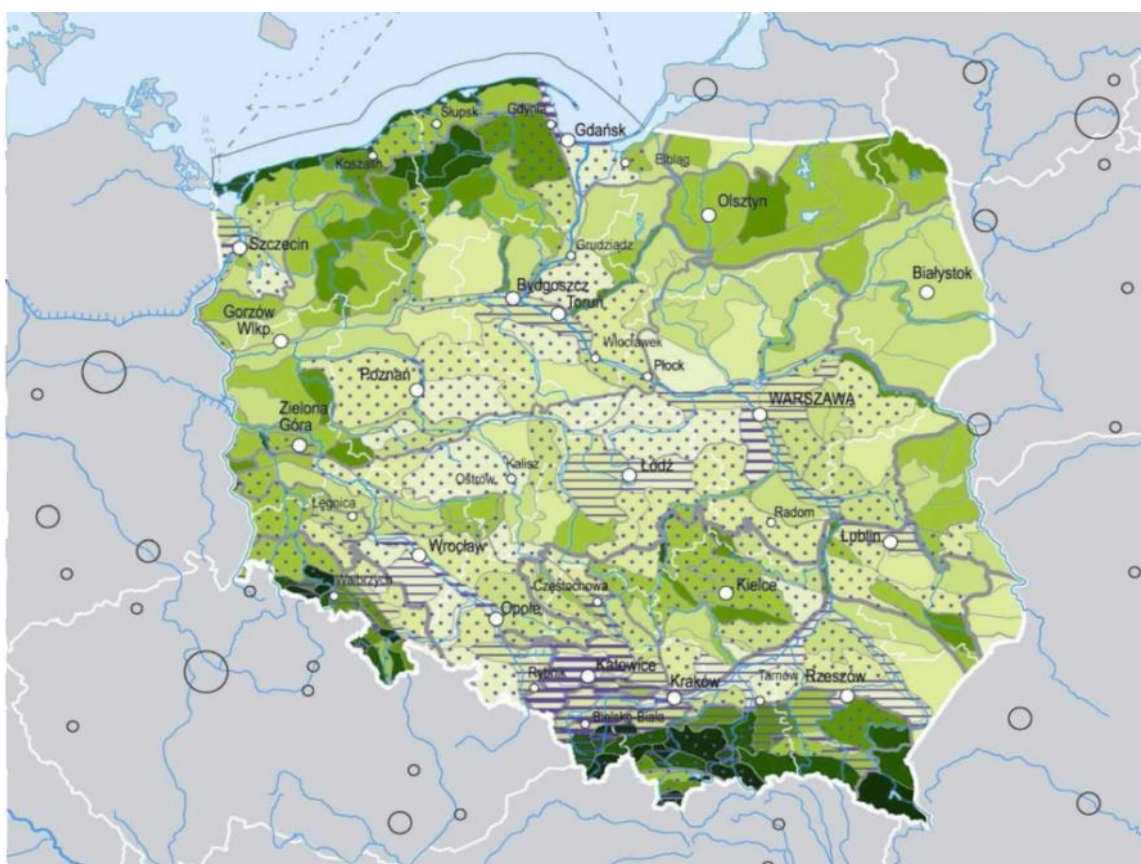 Słupsk
Gdynia
Gdańsk
Koszalin
Elbląg
Olsztyn
Szczecin
Grudziądz
Białystok
Bydgoszcz
Toruń
Gorzów
Wlkp.
Włocławek
Płock
Poznań
WARSZAWA
Zielona
Góra
Łódź
Kalisz
Ostrów
Legnica
Radom
Lublin
Wrocław
Wałbrzych
Częstochowa
Kielce
Opole
Katowice
Rybnik
Kraków
Tarnów
Rzeszów
Bielsko-Biała